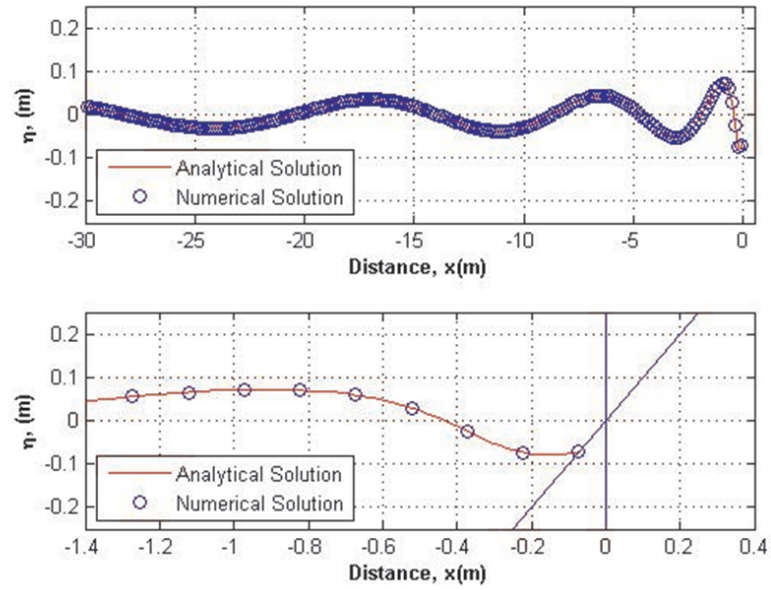 0.2
0.1
0
-0.1
-0.2
η, (m)
Analytical Solution
Numerical Solution
-30 -25 -20 -15 -10 -5 0
Distance, x(m)
0.2
0.1
0
-0.1
-0.2
η, (m)
Analytical Solution
Numerical Solution
-1.4 -1.2 -1 -0.8 -0.6 -0.4 -0.2 0 0.2 0.4
Distance, x(m)